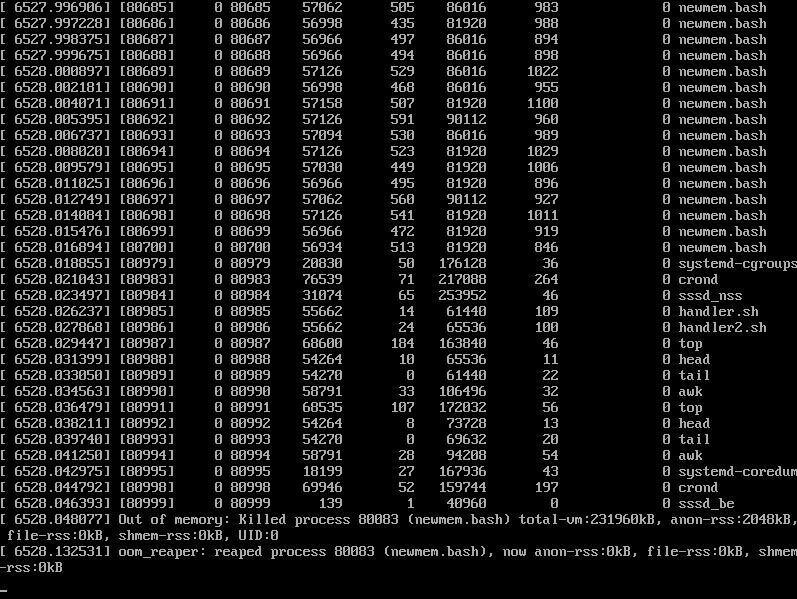 [ 6527.996906] [80685]     0 80685    57062      505    86016      983             0 newmem.bash
[ 6527.997228] [80686]     0 80686    56998      435    81920      988             0 newmem.bash
[ 6527.998375] [80687]     0 80687    56966      497    86016      894             0 newmem.bash
[ 6527.999675] [80688]     0 80688    56966      494    86016      898             0 newmem.bash
[ 6528.000897] [80689]     0 80689    57126      529    86016     1022             0 newmem.bash
[ 6528.002181] [80690]     0 80690    56998      468    86016      955             0 newmem.bash
[ 6528.004071] [80691]     0 80691    57158      507    81920     1100             0 newmem.bash
[ 6528.005392] [80692]     0 80692    57126      591    90112      960             0 newmem.bash
[ 6528.006737] [80693]     0 80693    57094      530    86016      989             0 newmem.bash
[ 6528.008020] [80694]     0 80694    57126      523    81920     1029             0 newmem.bash
[ 6528.009579] [80695]     0 80695    57030      449    81920     1006             0 newmem.bash
[ 6528.011025] [80696]     0 80696    56966      495    81920      896             0 newmem.bash
[ 6528.012749] [80697]     0 80697    57062      560    90112      927             0 newmem.bash
[ 6528.014084] [80698]     0 80698    57126      541    81920     1011             0 newmem.bash
[ 6528.015476] [80699]     0 80699    56966      472    81920      919             0 newmem.bash
[ 6528.016894] [80700]     0 80700    56934      513    81920      846             0 newmem.bash
[ 6528.018855] [80979]     0 80979    20830       50   176128       36             0 systemd-cgroups
[ 6528.021043] [80983]     0 80983    76539       71   217088      264             0 crond
[ 6528.023497] [80984]     0 80984    31074       65   253952       46             0 sssd_nss
[ 6528.026237] [80985]     0 80985    55662       14    61440      109             0 handler.sh
[ 6528.027868] [80986]     0 80986    55662       24    65536      100             0 handler2.sh
[ 6528.029447] [80987]     0 80987    68600      184   163840       46             0 top
[ 6528.031399] [80988]     0 80988    54264       10    65536       11             0 head
[ 6528.033050] [80989]     0 80989    54270        0    61440       22             0 tail
[ 6528.034563] [80990]     0 80990    58791       33   106496       32             0 awk
[ 6528.036479] [80991]     0 80991    68535      107   172032       56             0 top
[ 6528.038211] [80992]     0 80992    54264        8    73728       13             0 head
[ 6528.039740] [80993]     0 80993    54270        0    69632       20             0 tail
[ 6528.041250] [80994]     0 80994    58791       28    94208       54             0 awk
[ 6528.042975] [80995]     0 80995    18199       27   167936       43             0 systemd-coredum
[ 6528.044792] [80998]     0 80998    69946       52   159744      197             0 crond
[ 6528.046393] [80999]     0 80999      139        1    40960        0             0 sssd_be
[ 6528.048077] Out of memory: Killed process 80083 (newmem.bash) total-vm:231960kB, anon-rss:2048kB,
 file-rss:0kB, shmem-rss:0kB, UID:0
[ 6528.132531] oom_reaper: reaped process 80083 (newmem.bash), now anon-rss:0kB, file-rss:0kB, shmem
-rss:0kB
_